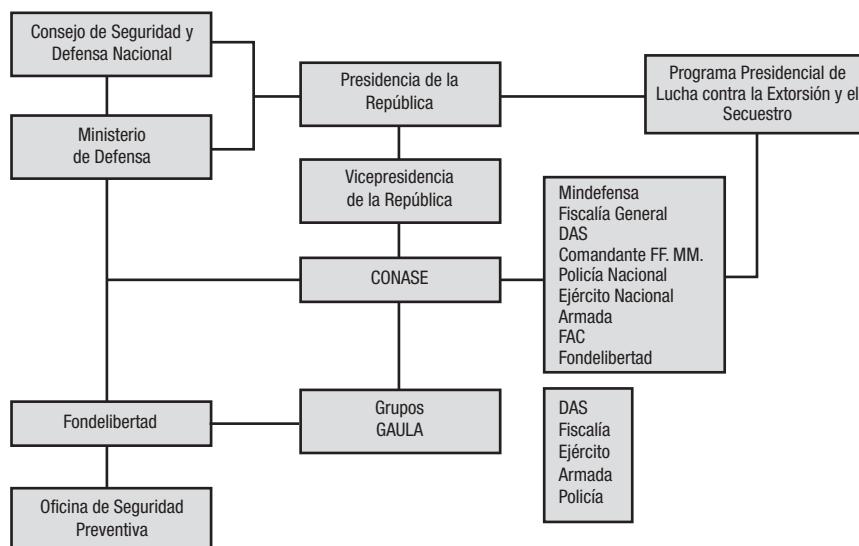 Consejo de Seguridad y
Defensa Nacional
Presidencia de la
República
Programa Presidencial de
Lucha contra la Extorsión y el
Secuestro
Ministerio
de Defensa
Vicepresidencia
de la República
Mindefensa
Fiscalía General
DAS
Comandante FF. MM.
Policía Nacional
Ejército Nacional
Armada
FAC
Fondelibertad
CONASE
Fondelibertad
Grupos
GAULA
DAS
Fiscalía
Ejército
Armada
Policía
Oficina de Seguridad
Preventiva